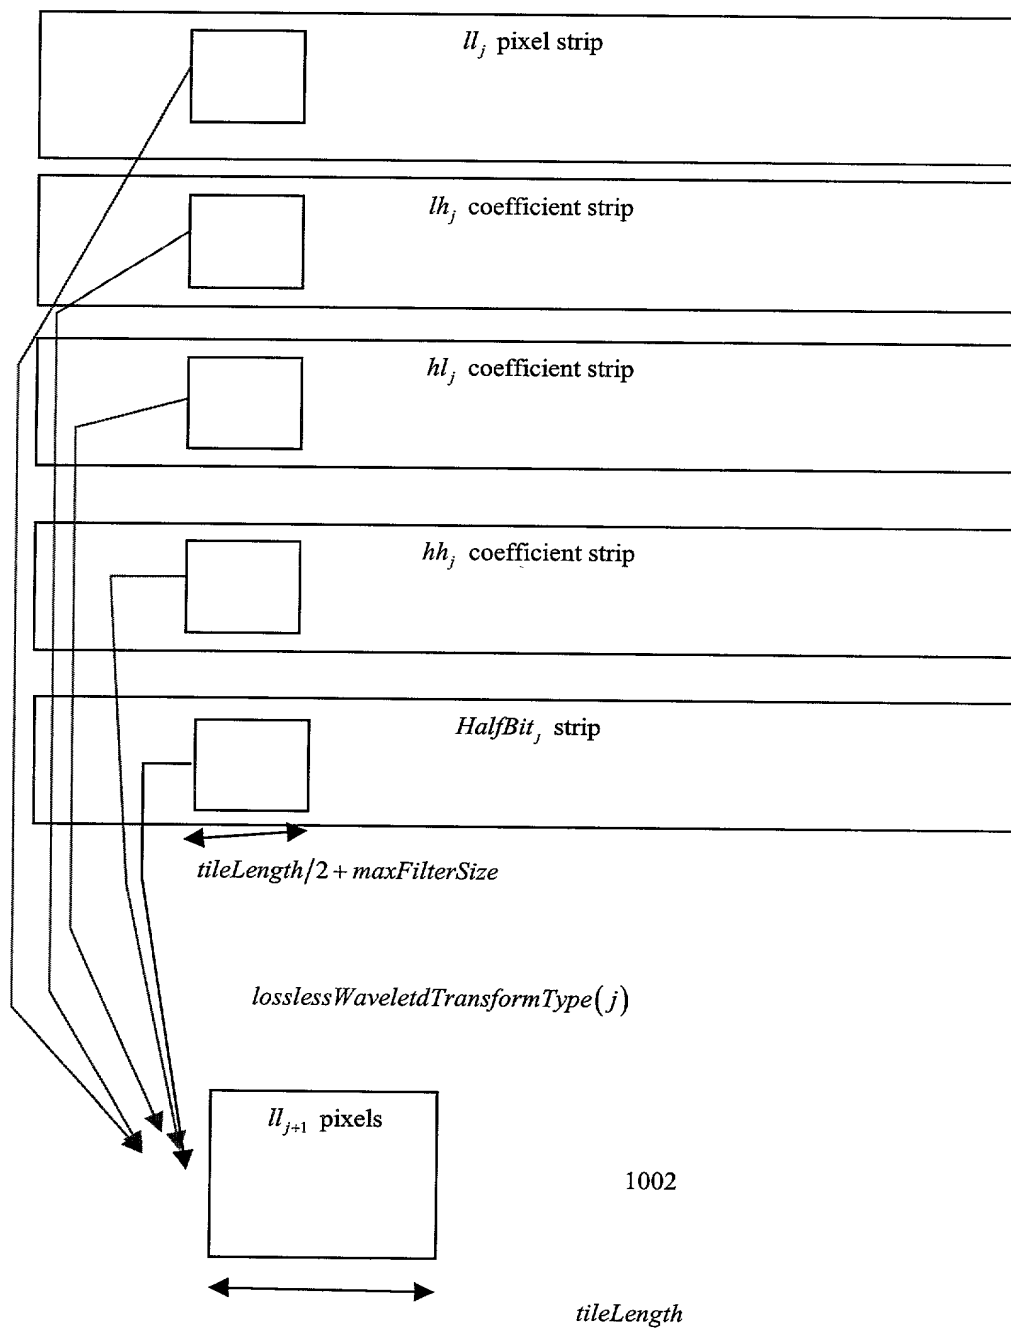 ll_j pixel strip
lh_j coefficient strip
hl_j coefficient strip
hh_j coefficient strip
HalfBit_j strip
tileLength/2 + maxFilterSize
losslessWaveletdTransformType(j)
ll_{j+1} pixels
1002
tileLength